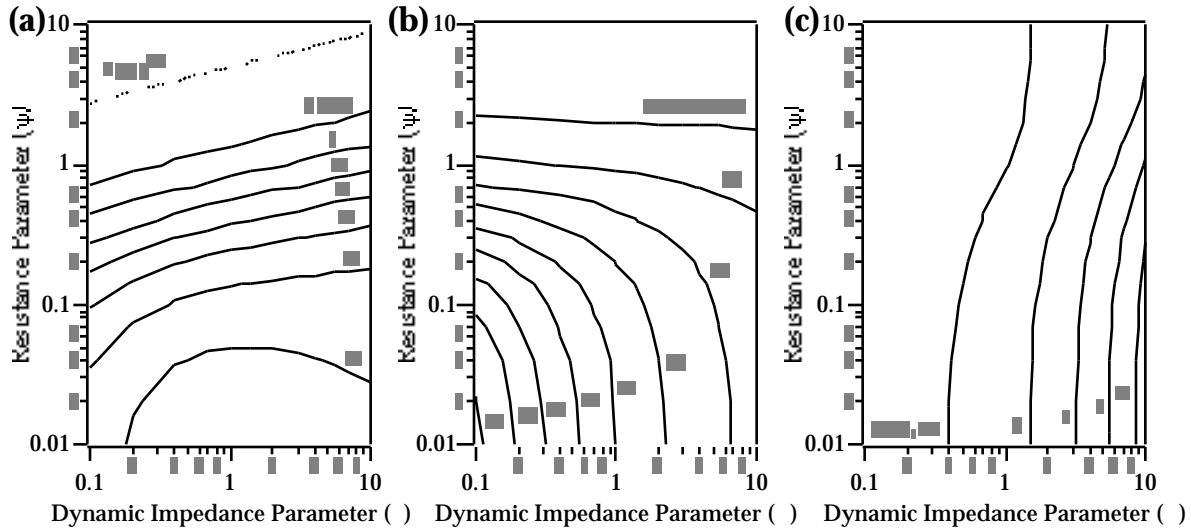 (a)
10
1
0.1
0.01
0.1
1
10
Resistance Parameter (ψ)
Dynamic Impedance Parameter ( )
(b)
10
1
0.1
0.01
0.1
1
10
Resistance Parameter (ψ)
Dynamic Impedance Parameter ( )
(c)
10
1
0.1
0.01
0.1
1
10
Resistance Parameter (ψ)
Dynamic Impedance Parameter ( )